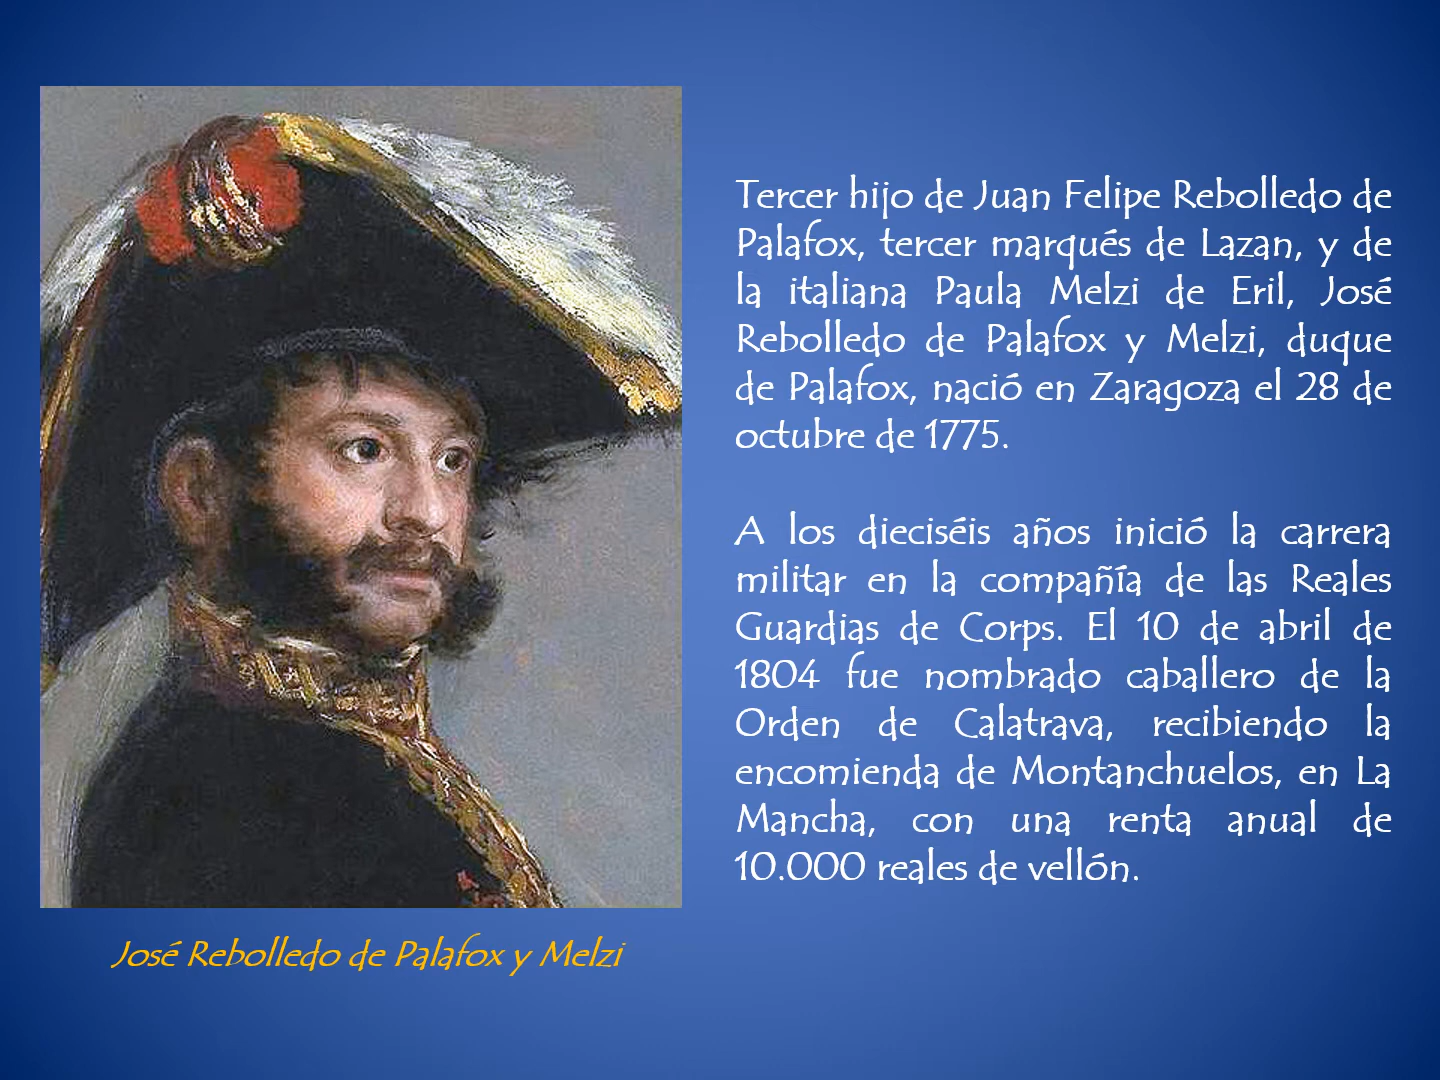 Tercer hijo de Juan Felipe Rebolledo de
Palafox, tercer marqués de Lazan, y de
la italiana Paula Melzi de Eril, José
Rebolledo de Palafox y Melzi, duque
de Palafox, nació en Zaragoza el 28 de
octubre de 1775.
A los dieciséis años inició la carrera
militar en la compañía de las Reales
Guardias de Corps. El 10 de abril de
1804 fue nombrado caballero de la
Orden de Calatrava, recibiendo la
encomienda de Montanchuelos, en La
Mancha, con una renta anual de
10.000 reales de vellón.
José Rebolledo de Palafox y Melzi